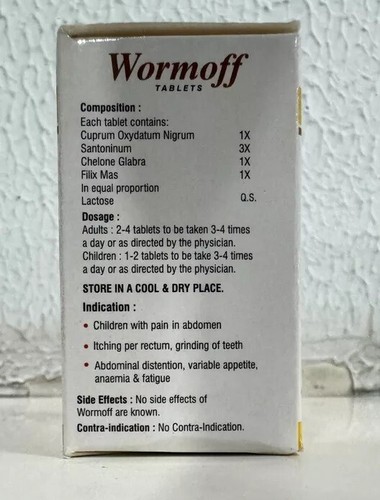 Wormoff
TABLETS
Composition :
Each tablet contains:
Cuprum Oxydatum Nigrum 1X
Santoninum 3X
Chelone Glabra 1X
Filix Mas 1X
In equal proportion
Lactose Q.S.
Dosage :
Adults : 2-4 tablets to be taken 3-4 times
a day or as directed by the physician.
Children : 1-2 tablets to be take 3-4 times
a day or as directed by the physician.
STORE IN A COOL & DRY PLACE.
Indication :
• Children with pain in abdomen
• Itching per rectum, grinding of teeth
• Abdominal distention, variable appetite,
anaemia & fatigue
Side Effects : No side effects of
Wormoff are known.
Contra-indication : No Contra-Indication.